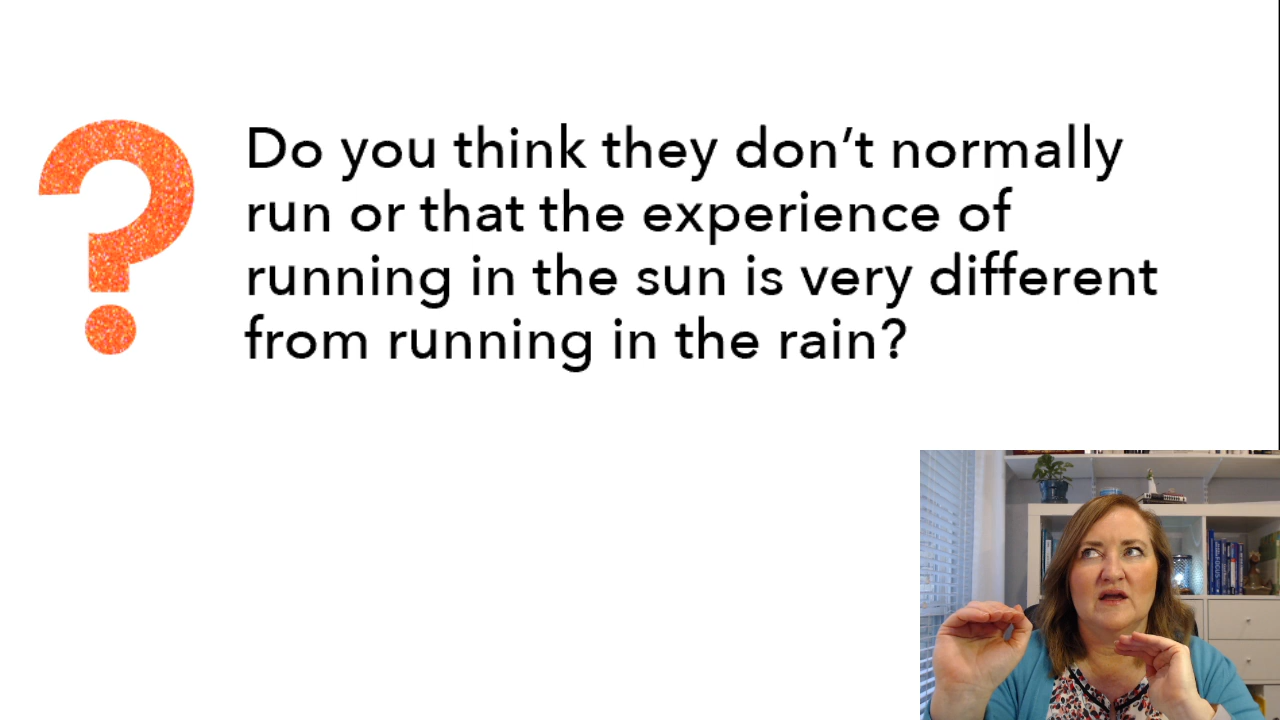 Do you think they don’t normally
run or that the experience of
running in the sun is very different
from running in the rain?